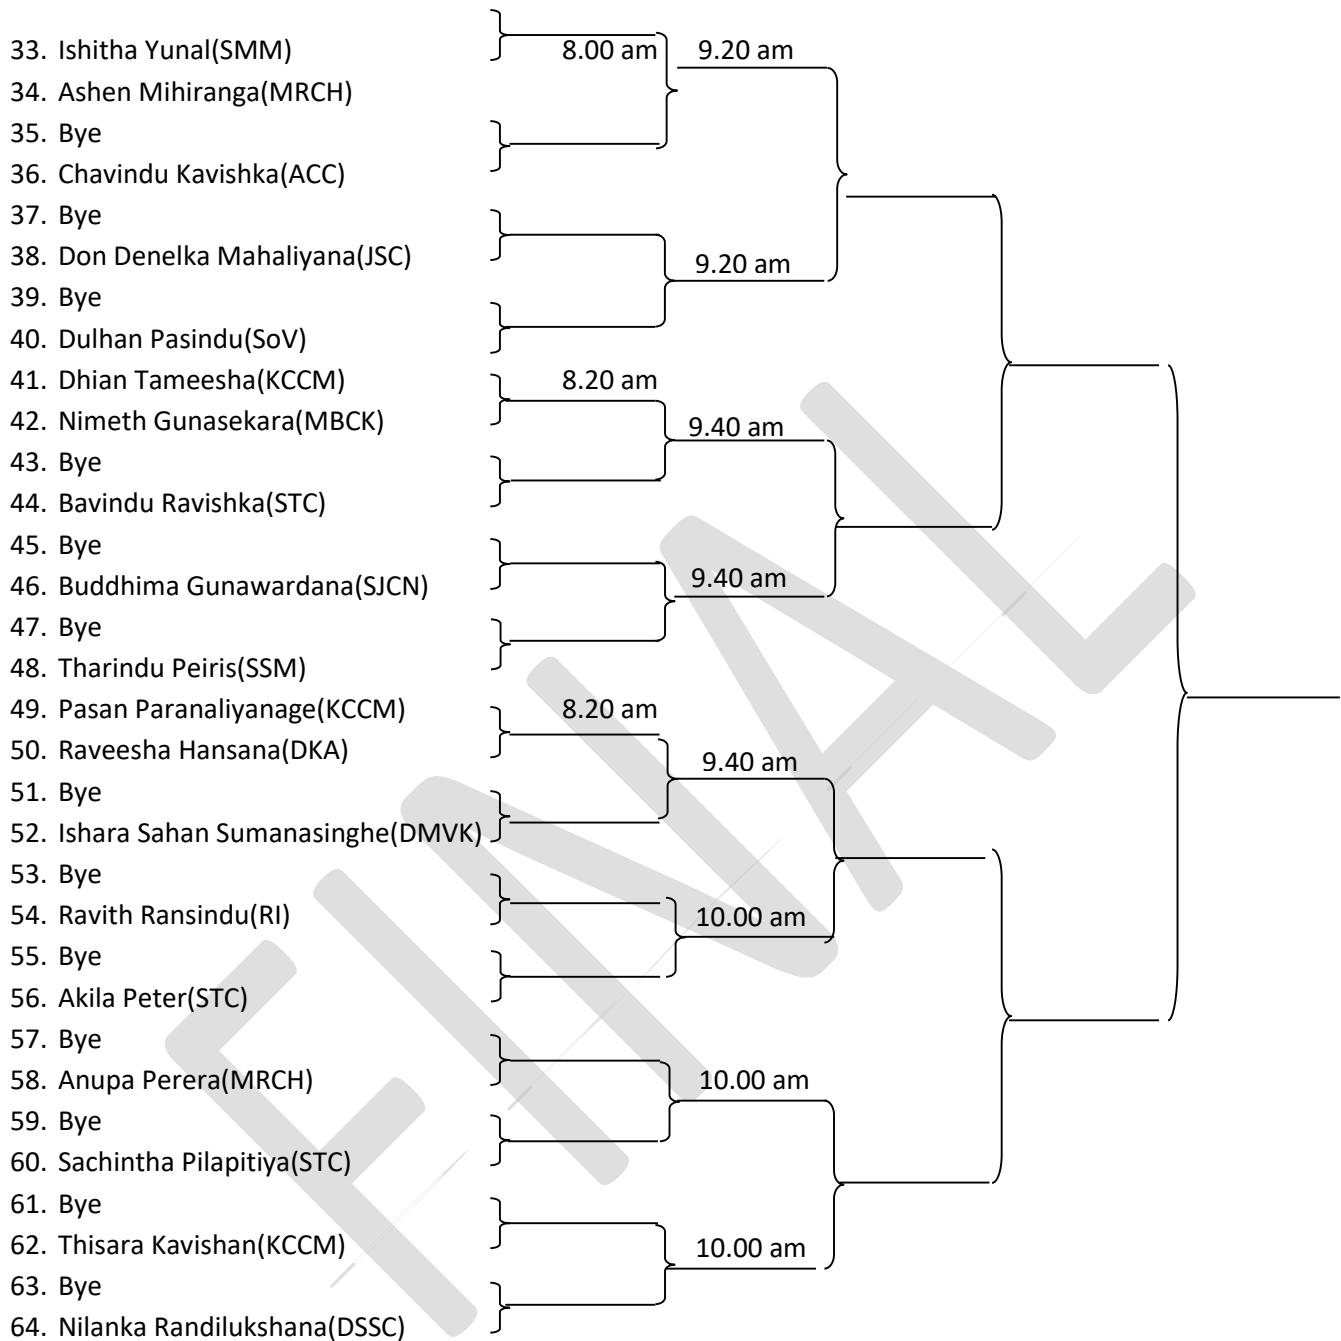 33. Ishitha Yunal(SMM) 8.00 am 9.20 am
34. Ashen Mihiranga(MRCH)
35. Bye
36. Chavindu Kavishka(ACC)
37. Bye
38. Don Denelka Mahaliyana(JSC) 9.20 am
39. Bye
40. Dulhan Pasindu(SoV)
41. Dhian Tameesha(KCCM) 8.20 am
42. Nimeth Gunasekara(MBCK) 9.40 am
43. Bye
44. Bavindu Ravishka(STC)
45. Bye
46. Buddhima Gunawardana(SJCN) 9.40 am
47. Bye
48. Tharindu Peiris(SSM)
49. Pasan Paranaliyanage(KCCM) 8.20 am
50. Raveesha Hansana(DKA) 9.40 am
51. Bye
52. Ishara Sahan Sumanasinghe(DMVK)
53. Bye
54. Ravith Ransindu(RI) 10.00 am
55. Bye
56. Akila Peter(STC)
57. Bye
58. Anupa Perera(MRCH) 10.00 am
59. Bye
60. Sachintha Pilapitiya(STC)
61. Bye
62. Thisara Kavishan(KCCM) 10.00 am
63. Bye
64. Nilanka Randilukshana(DSSC)
FINAL